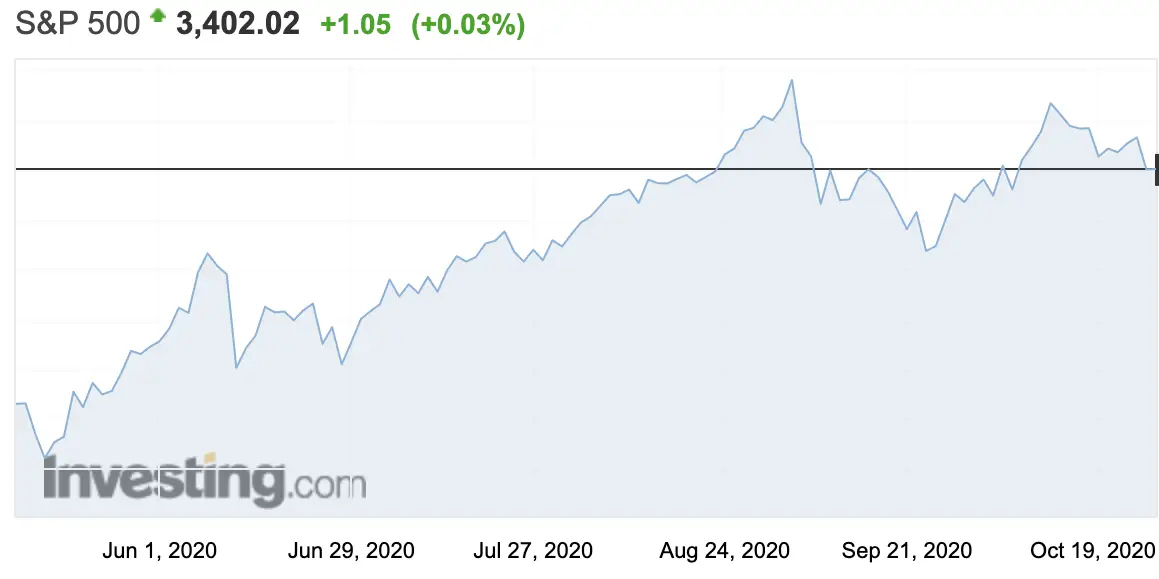 S&P 500 3,402.02 +1.05 (+0.03%)
Investing.com
Jun 1, 2020 Jun 29, 2020 Jul 27, 2020 Aug 24, 2020 Sep 21, 2020 Oct 19, 2020